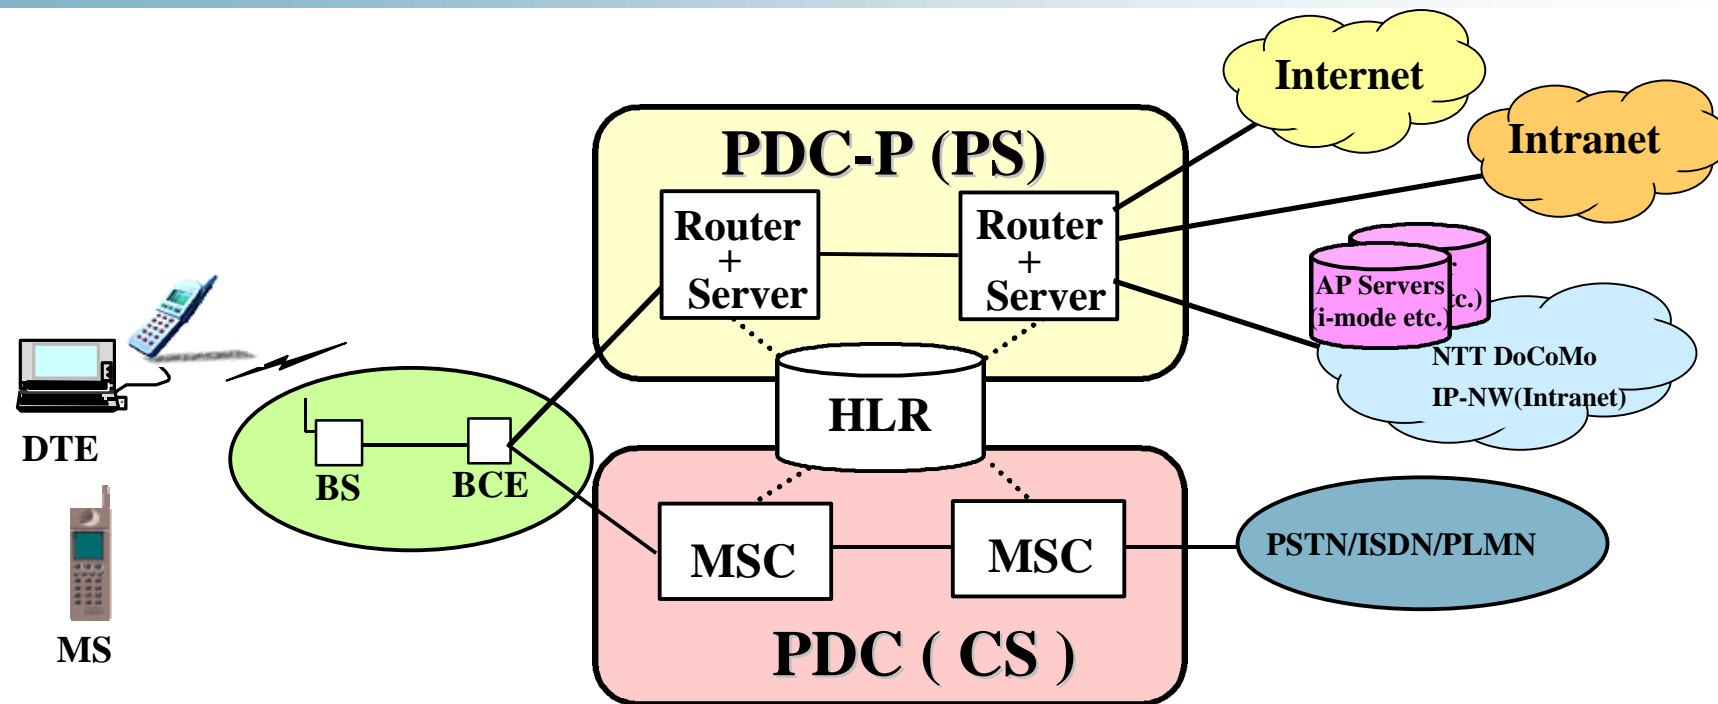 Internet
Intranet
PDC-P (PS)
Router
+
Server
Router
+
Server
AP Servers
(i-mode etc.)
tc.)
NTT DoCoMo
IP-NW(Intranet)
HLR
DTE
BS
BCE
MSC
MSC
PSTN/ISDN/PLMN
MS
PDC ( CS )